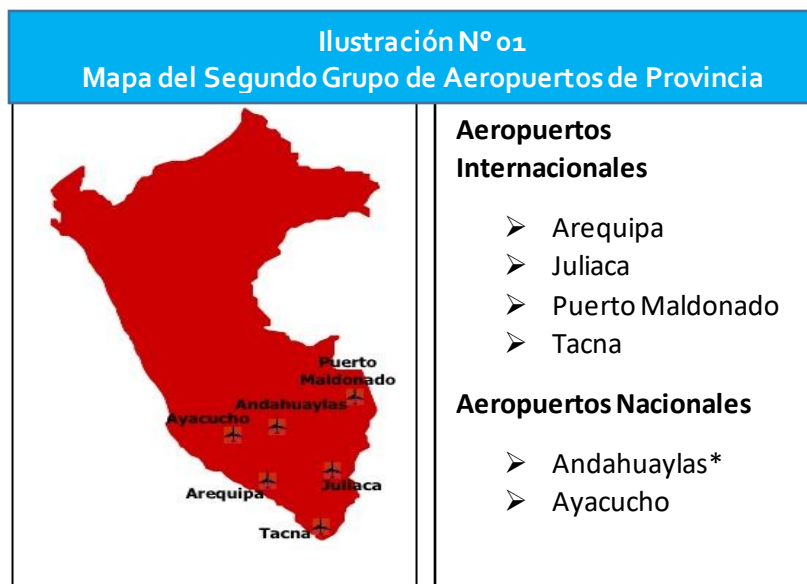 Ilustración N° 01
Mapa del Segundo Grupo de Aeropuertos de Provincia
Puerto
Maldonado
Andahuaylas
Ayacucho
Arequipa
Juliaca
Tacna
Aeropuertos
Internacionales
➢ Arequipa
➢ Juliaca
➢ Puerto Maldonado
➢ Tacna
Aeropuertos Nacionales
➢ Andahuaylas*
➢ Ayacucho